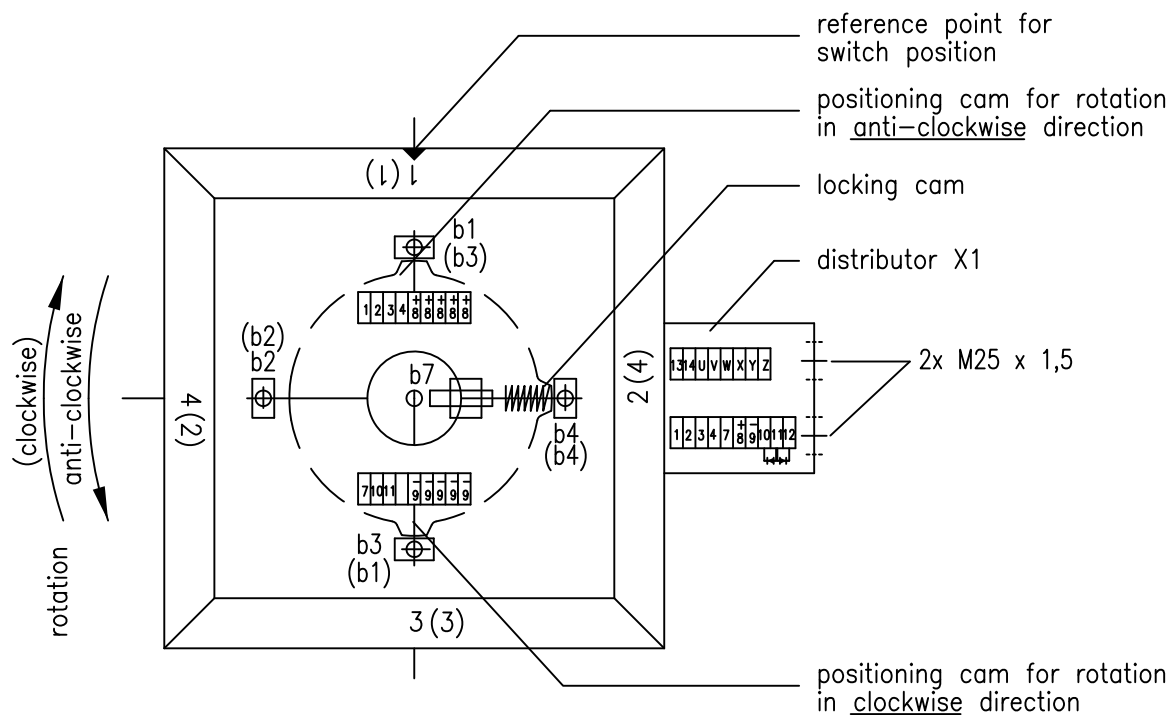 reference point for
switch position
positioning cam for rotation
in anti-clockwise direction
locking cam
distributor X1
2x M25 x 1,5
positioning cam for rotation
in clockwise direction
1 (1)
b1
(b3)
1 2 3 4 +8 +8 +8 +8 +8
(b2)
b2
b7
b4
(b4)
7 10 11 -9 -9 -9 -9 -9
b3
(b1)
2 (4)
4 (2)
3 (3)
13 14 U V W X Y Z
1 2 3 4 7 +8 -9 10 11 12
(clockwise)
anti-clockwise
rotation